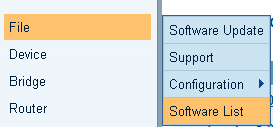 File
Device
Bridge
Router
Software Update
Support
Configuration
Software List